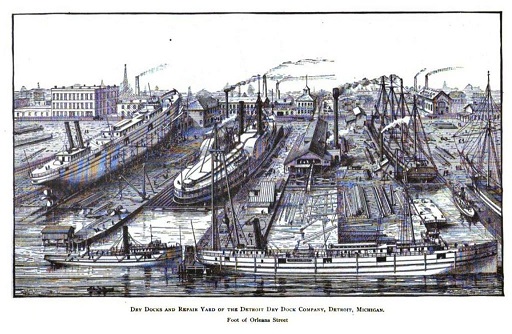 Dry Docks and Repair Yard of the Detroit Dry Dock Company, Detroit, Michigan.
Foot of Orleans Street